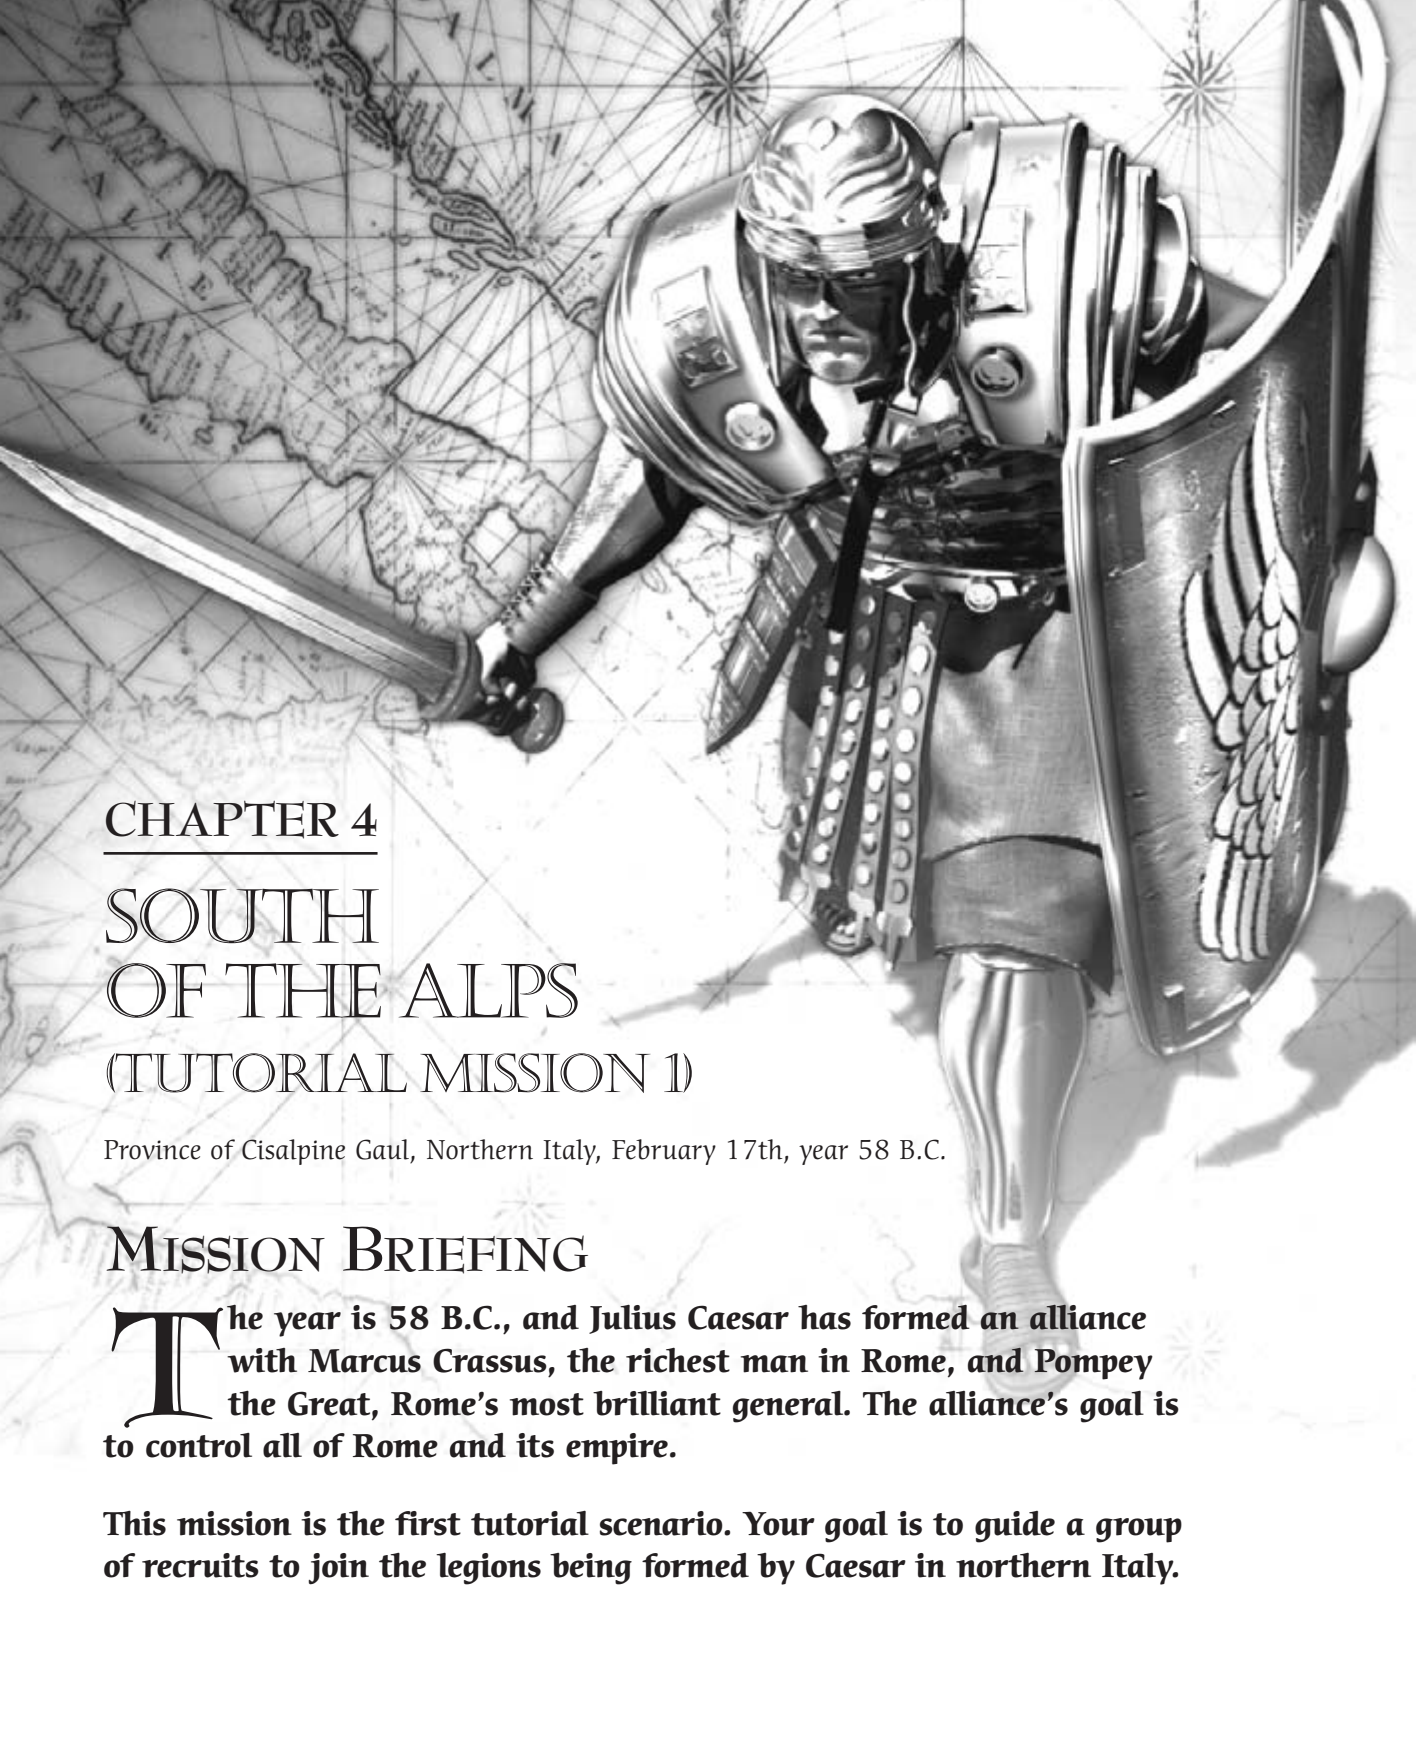 DALMATI
ITALIE
CHAPTER 4
SOUTH
OF THE ALPS
(TUTORIAL MISSION 1)
Province of Cisalpine Gaul, Northern Italy, February 17th, year 58 B.C.
MISSION BRIEFING
The year is 58 B.C., and Julius Caesar has formed an alliance
with Marcus Crassus, the richest man in Rome, and Pompey
the Great, Rome's most brilliant general. The alliance's goal is
to control all of Rome and its empire.
This mission is the first tutorial scenario. Your goal is to guide a group
of recruits to join the legions being formed by Caesar in northern Italy.